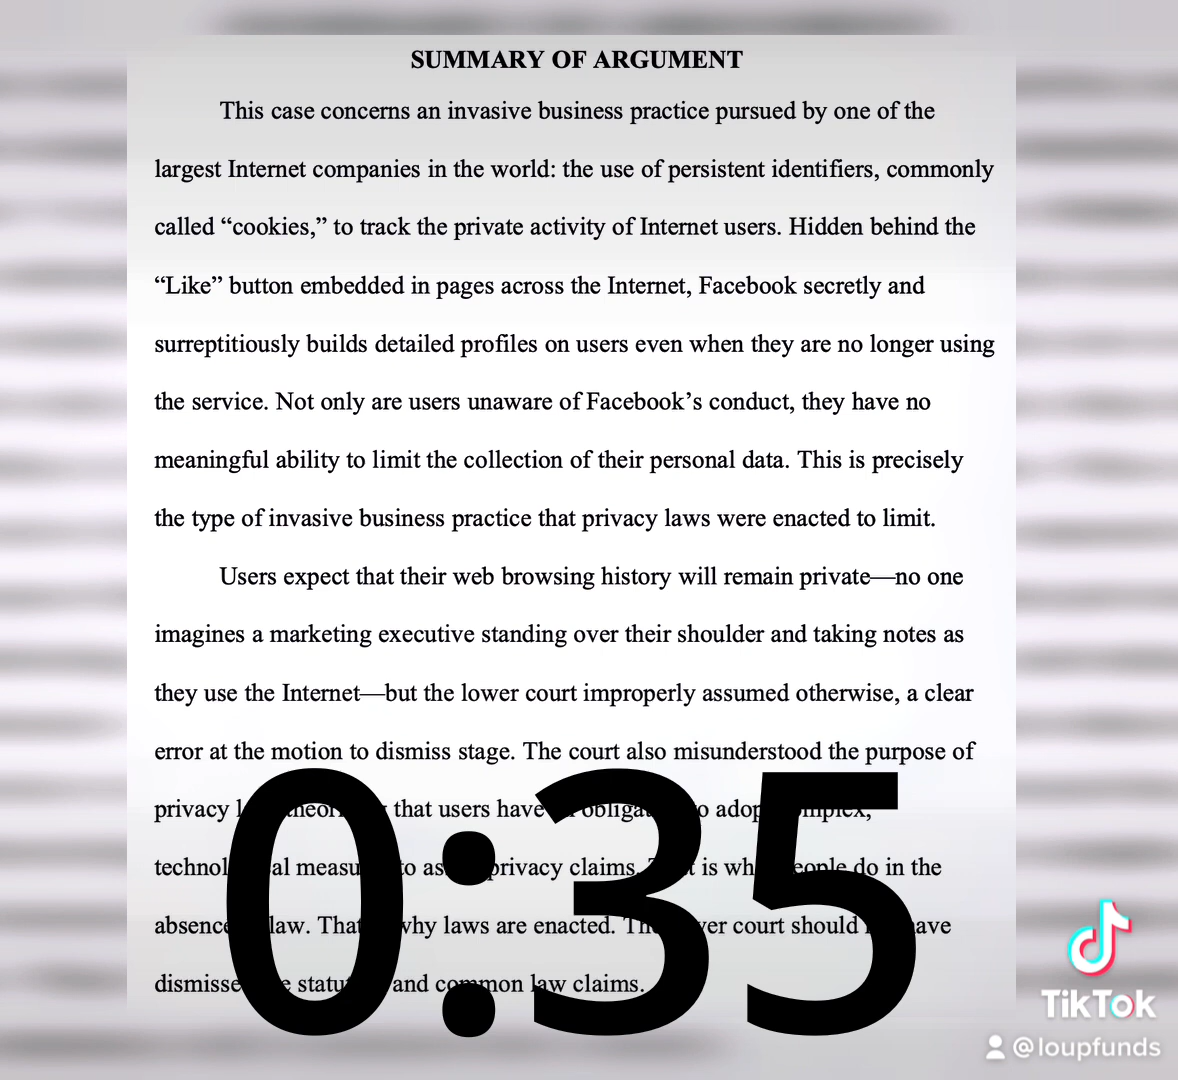 SUMMARY OF ARGUMENT
This case concerns an invasive business practice pursued by one of the
largest Internet companies in the world: the use of persistent identifiers, commonly
called “cookies,” to track the private activity of Internet users. Hidden behind the
“Like” button embedded in pages across the Internet, Facebook secretly and
surreptitiously builds detailed profiles on users even when they are no longer using
the service. Not only are users unaware of Facebook’s conduct, they have no
meaningful ability to limit the collection of their personal data. This is precisely
the type of invasive business practice that privacy laws were enacted to limit.
Users expect that their web browsing history will remain private—no one
imagines a marketing executive standing over their shoulder and taking notes as
they use the Internet—but the lower court improperly assumed otherwise, a clear
error at the motion to dismiss stage. The court also misunderstood the purpose of
privacy that users have
privacy claims. is people do in the
law. why laws are enacted. court should have
and common law claims.
0:35
TikTok
@loupfunds